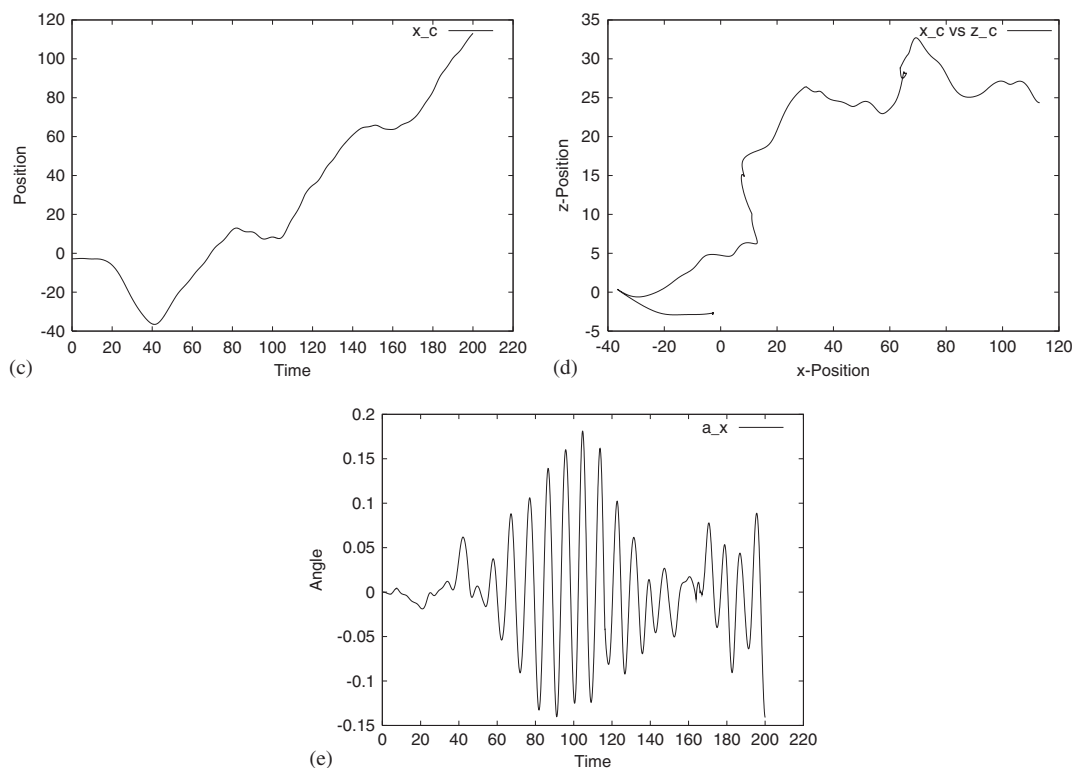 120
100
80
60
40
20
0
-20
-40
Position
x_c
0 20 40 60 80 100 120 140 160 180 200 220
Time
(c)
35
30
25
20
15
10
5
0
-5
z-Position
x_c vs z_c
-40 -20 0 20 40 60 80 100 120
x-Position
(d)
0.2
0.15
0.1
0.05
0
-0.05
-0.1
-0.15
Angle
a_x
0 20 40 60 80 100 120 140 160 180 200 220
Time
(e)